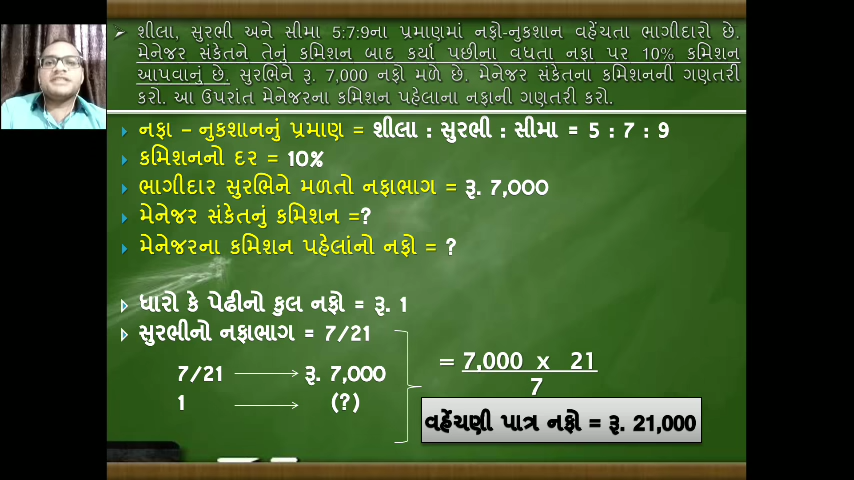 શીલા, સુરભી અને સીમા 5:7:9ના પ્રમાણમાં નફો-નુકશાન વહેંચતા ભાગીદારો છે.
મેનેજર સંકેતને તેનું કમિશન બાદ કર્યા પછીના વધતા નફા પર 10% કમિશન
આપવાનું છે. સુરભિને રૂ. 7,000 નફો મળે છે. મેનેજર સંકેતના કમિશનની ગણતરી
કરો. આ ઉપરાંત મેનેજરના કમિશન પહેલાના નફાની ગણતરી કરો.
નફા – નુકશાનનું પ્રમાણ = શીલા : સુરભી : સીમા = 5 : 7 : 9
કમિશનનો દર = 10%
ભાગીદાર સુરભિને મળતો નફાભાગ = રૂ. 7,000
મેનેજર સંકેતનું કમિશન =?
મેનેજરના કમિશન પહેલાંનો નફો = ?
ધારો કે પેઢીનો કુલ નફો = રૂ. 1
સુરભીનો નફાભાગ = 7/21
7/21 → રૂ. 7,000
1 → (?)
= 7,000 x 21
7
વહેંચણી પાત્ર નફો = રૂ. 21,000